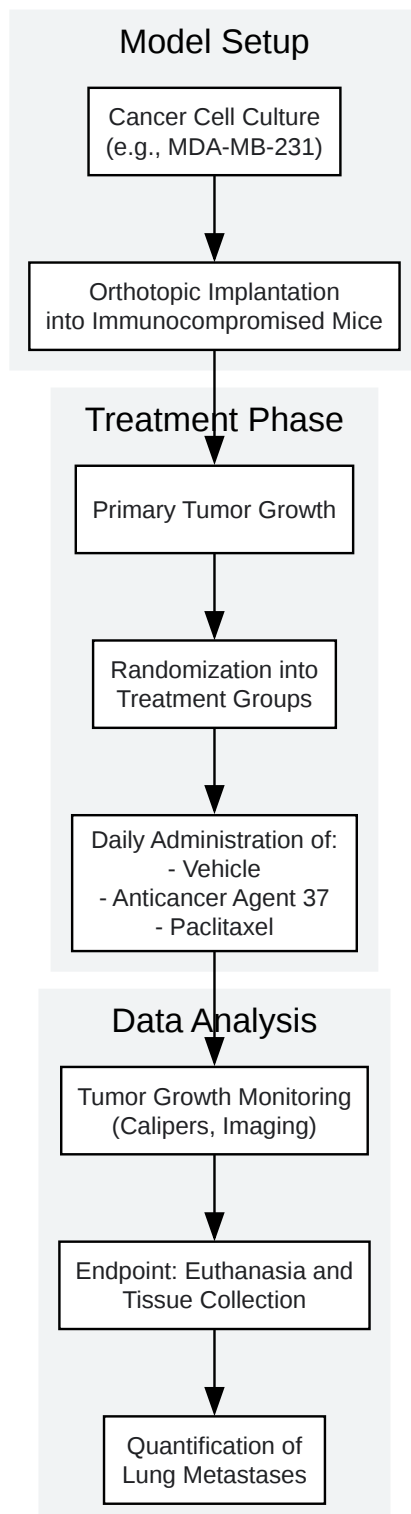 Model Setup
Cancer Cell Culture
(e.g., MDA-MB-231)
Orthotopic Implantation
into Immunocompromised Mice
Treatment Phase
Primary Tumor Growth
Randomization into
Treatment Groups
Daily Administration of:
- Vehicle
- Anticancer Agent 37
- Paclitaxel
Data Analysis
Tumor Growth Monitoring
(Calipers, Imaging)
Endpoint: Euthanasia and
Tissue Collection
Quantification of
Lung Metastases